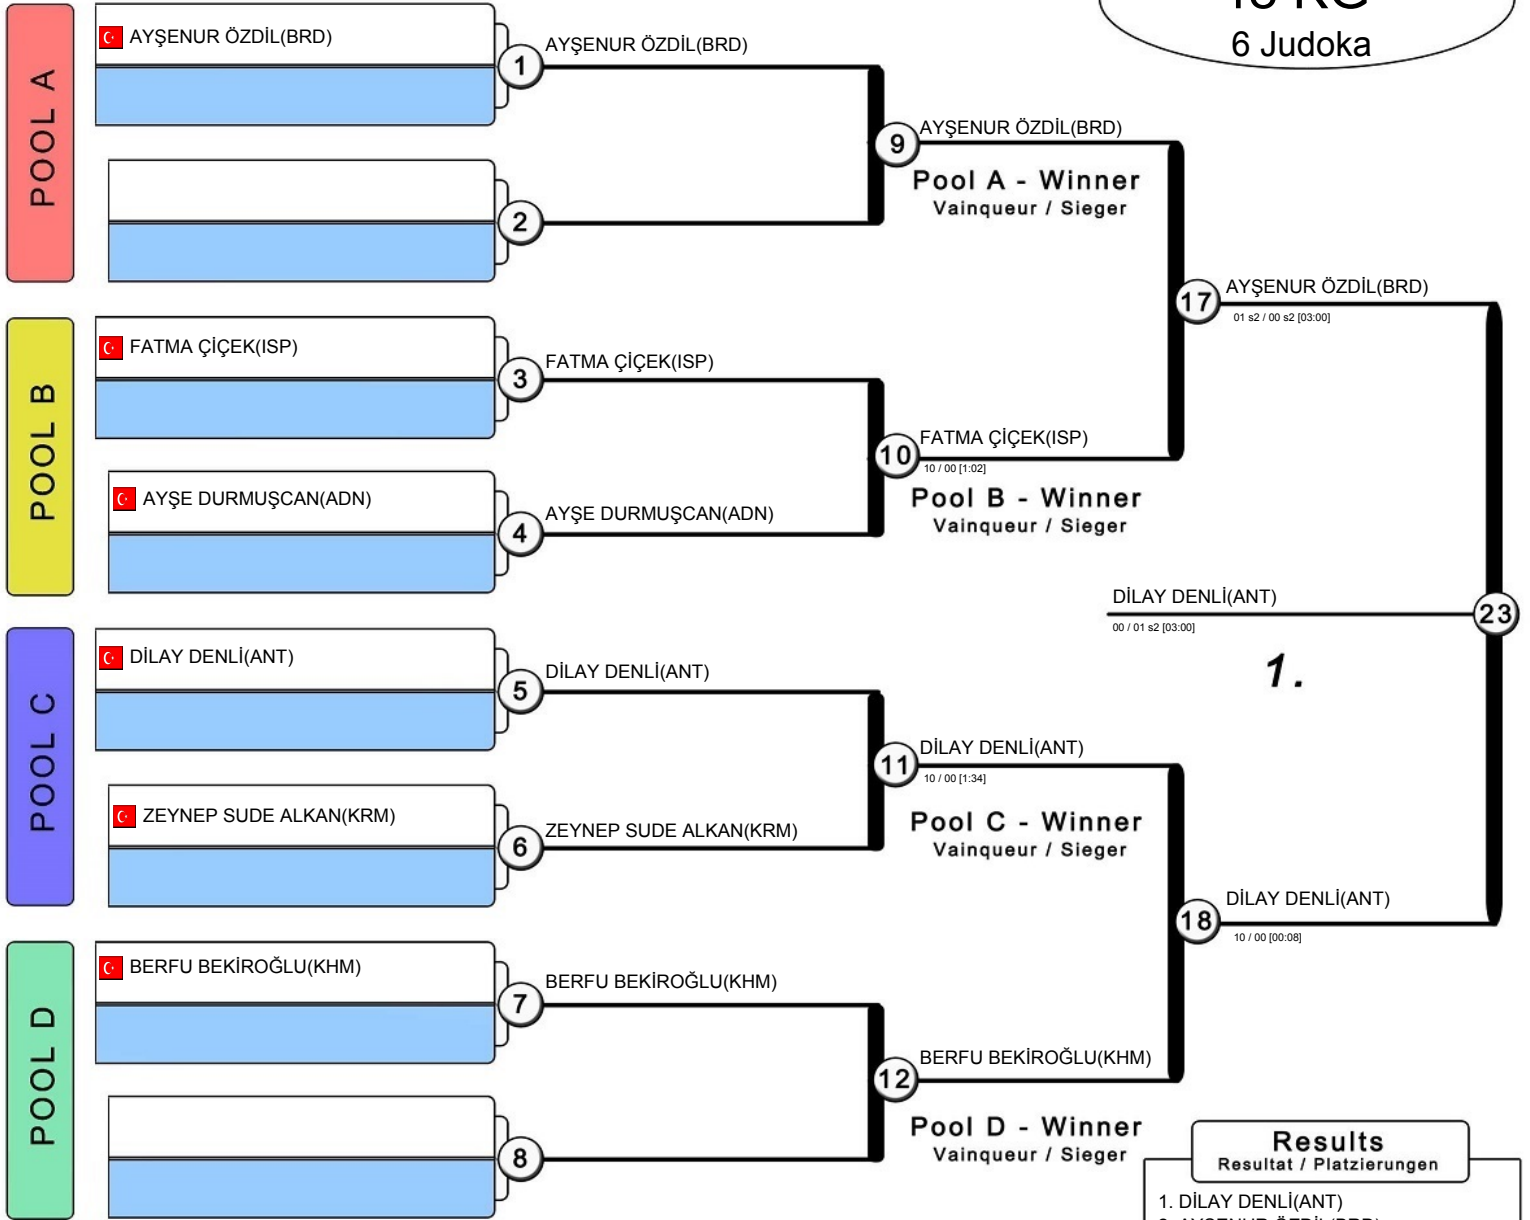 6 Judoka
POOL A
AYŞENUR ÖZDİL(BRD)
1
AYŞENUR ÖZDİL(BRD)
2
9
AYŞENUR ÖZDİL(BRD)
Pool A - Winner
Vainqueur / Sieger
17
AYŞENUR ÖZDİL(BRD)
01 s2 / 00 s2 [03:00]
POOL B
FATMA ÇİÇEK(ISP)
3
FATMA ÇİÇEK(ISP)
AYŞE DURMUŞCAN(ADN)
4
AYŞE DURMUŞCAN(ADN)
10
FATMA ÇİÇEK(ISP)
10 / 00 [1:02]
Pool B - Winner
Vainqueur / Sieger
DİLAY DENLİ(ANT)
00 / 01 s2 [03:00]
23
1.
POOL C
DİLAY DENLİ(ANT)
5
DİLAY DENLİ(ANT)
ZEYNEP SUDE ALKAN(KRM)
6
ZEYNEP SUDE ALKAN(KRM)
11
DİLAY DENLİ(ANT)
10 / 00 [1:34]
Pool C - Winner
Vainqueur / Sieger
18
DİLAY DENLİ(ANT)
10 / 00 [00:08]
POOL D
BERFU BEKİROĞLU(KHM)
7
BERFU BEKİROĞLU(KHM)
8
12
BERFU BEKİROĞLU(KHM)
Pool D - Winner
Vainqueur / Sieger
Results
Resultat / Platzierungen
1. DİLAY DENLİ(ANT)